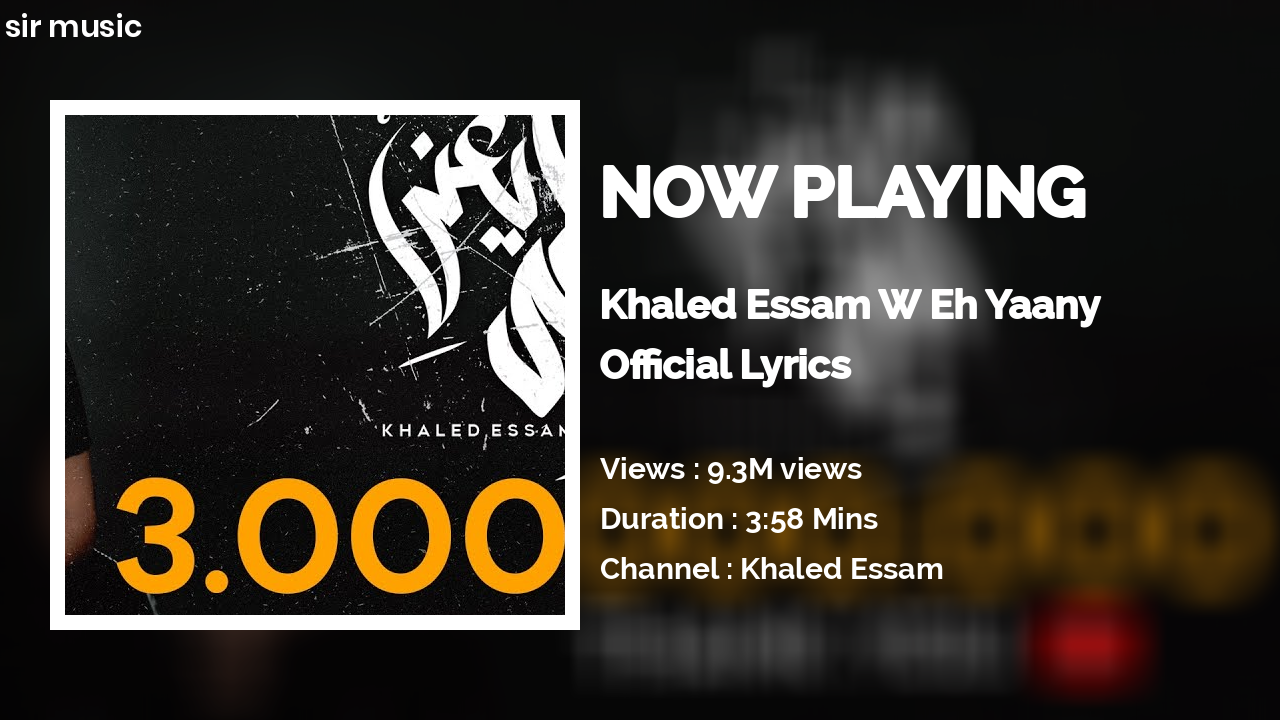 sir music
NOW PLAYING
Khaled Essam W Eh Yaany
Official Lyrics
KHALED ESSAM
3.000
Views : 9.3M views
Duration : 3:58 Mins
Channel : Khaled Essam